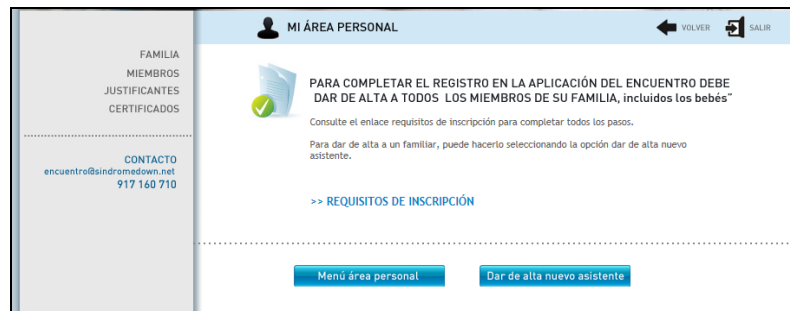 MI ÁREA PERSONAL
VOLVER
SALIR
FAMILIA
MIEMBROS
JUSTIFICANTES
CERTIFICADOS
CONTACTO
encuentro@sindromedown.net
917 160 710
PARA COMPLETAR EL REGISTRO EN LA APLICACIÓN DEL ENCUENTRO DEBE
DAR DE ALTA A TODOS LOS MIEMBROS DE SU FAMILIA, incluidos los bebés"
Consulte el enlace requisitos de inscripción para completar todos los pasos.
Para dar de alta a un familiar, puede hacerlo seleccionando la opción dar de alta nuevo
asistente.
>> REQUISITOS DE INSCRIPCIÓN
Menú área personal
Dar de alta nuevo asistente